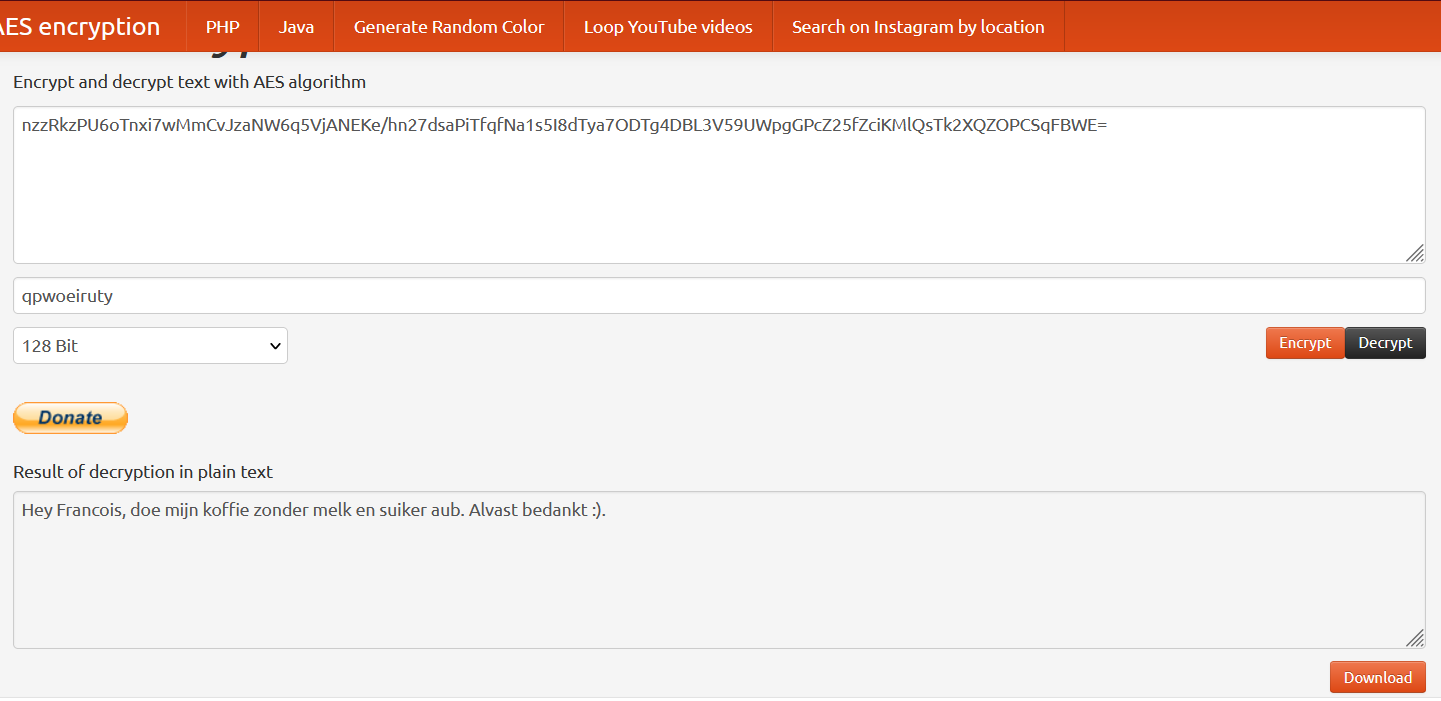 AES encryption PHP Java Generate Random Color Loop YouTube videos Search on Instagram by location
Encrypt and decrypt text with AES algorithm
nzzRkzPU6oTnxi7wMmCvJzaNW6q5VjANEKe/hn27dsaPiTfqfNa1s5I8dTya7ODTg4DBL3V59UWpgGPcZ25fZciKMlQsTk2XQZOPCSqFBWE=
qpwoeiruty
128 Bit Encrypt Decrypt
Donate
Result of decryption in plain text
Hey Francois, doe mijn koffie zonder melk en suiker aub. Alvast bedankt :).
Download